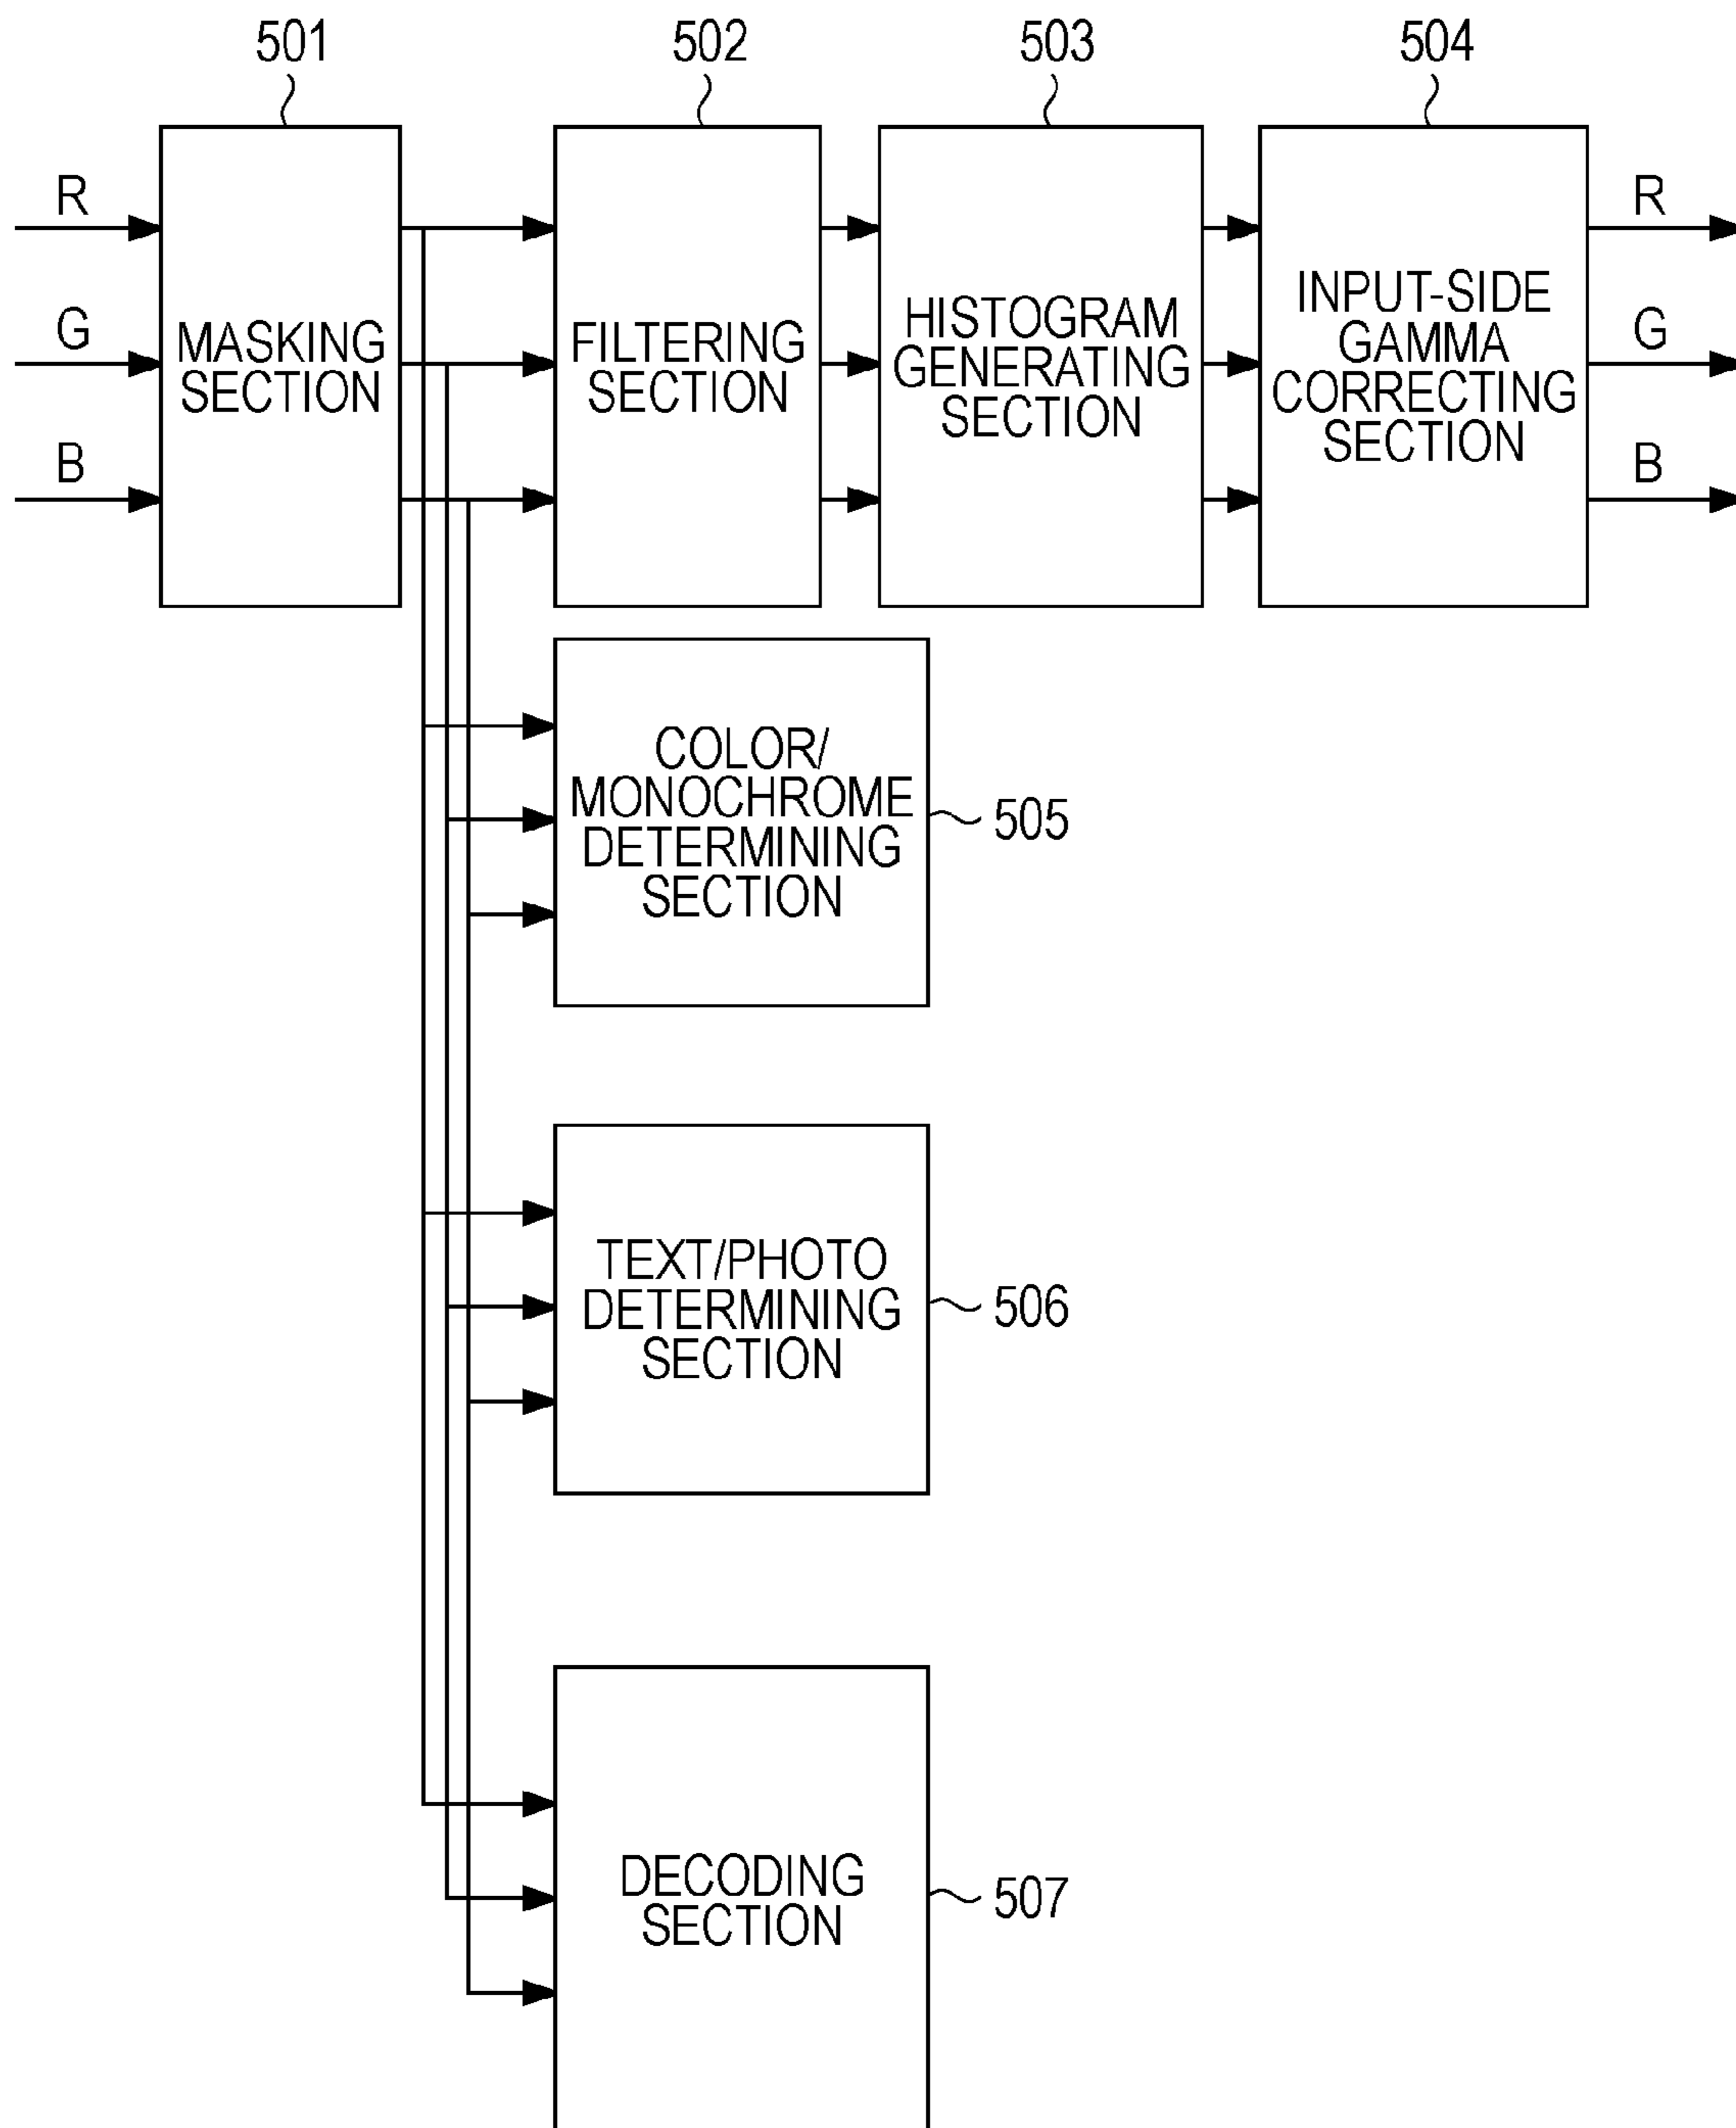 501
502
503
504
R
G
B
MASKING
SECTION
FILTERING
SECTION
HISTOGRAM
GENERATING
SECTION
INPUT-SIDE
GAMMA
CORRECTING
SECTION
R
G
B
COLOR/
MONOCHROME
DETERMINING
SECTION
505
TEXT/PHOTO
DETERMINING
SECTION
506
DECODING
SECTION
507